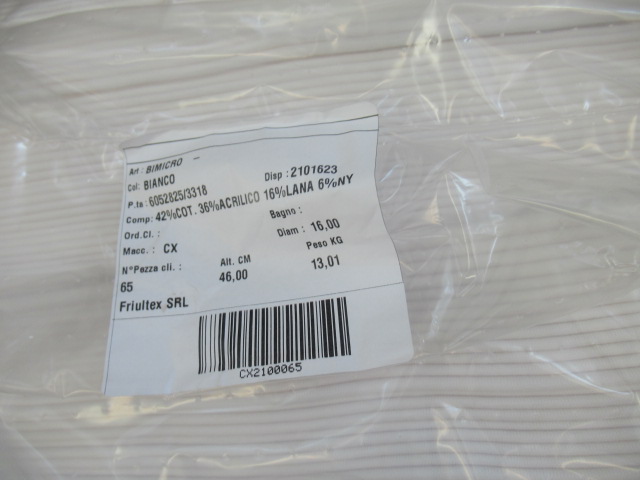 Art : BIMICRO –
Col: BIANCO Disp : 2101623
P.ta : 6052825/3318
Comp: 42%COT. 36%ACRILICO 16%LANA 6%NY
Ord.Cl. : Bagno :
Macc. : CX Diam : 16,00
N°Pezza cli. : Alt. CM Peso KG
65 46,00 13,01
Friultex SRL
CX2100065